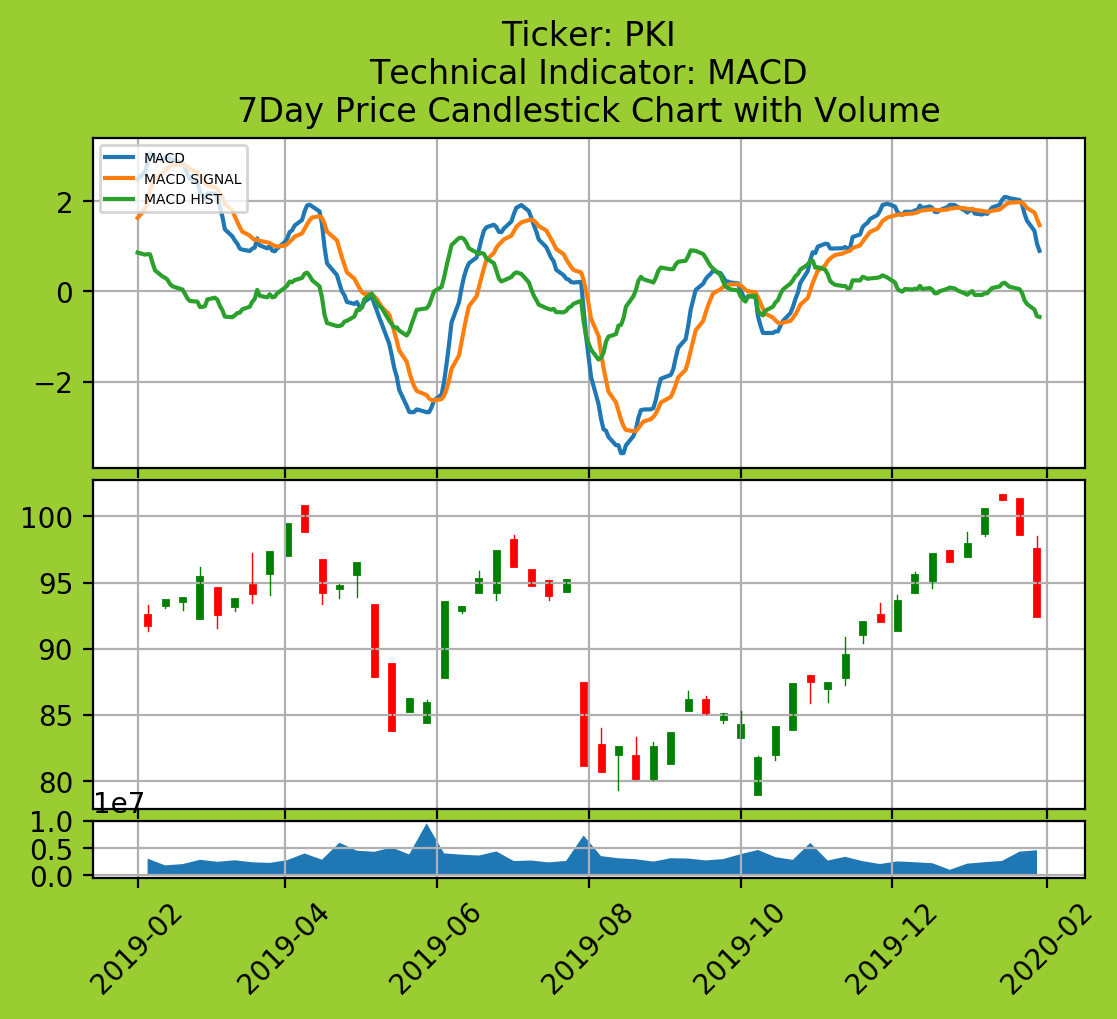 Ticker: PKI
Technical Indicator: MACD
7Day Price Candlestick Chart with Volume
MACD
MACD SIGNAL
MACD HIST
2
0
−2
100
95
90
85
80
1e7
1.0
0.5
0.0
2019-02
2019-04
2019-06
2019-08
2019-10
2019-12
2020-02